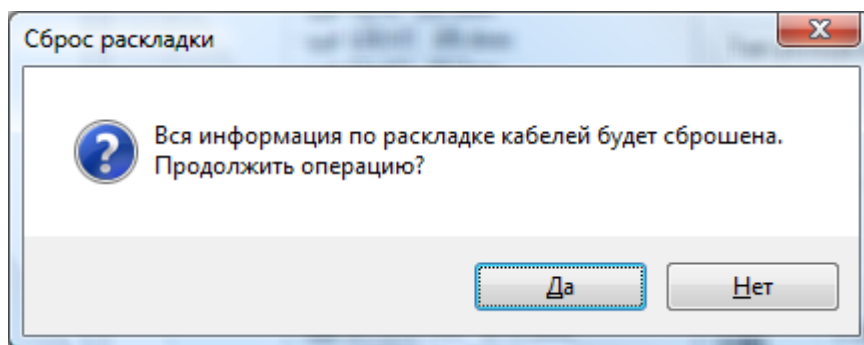 Сброс раскладки
Вся информация по раскладке кабелей будет сброшена.
Продолжить операцию?
Да
Нет